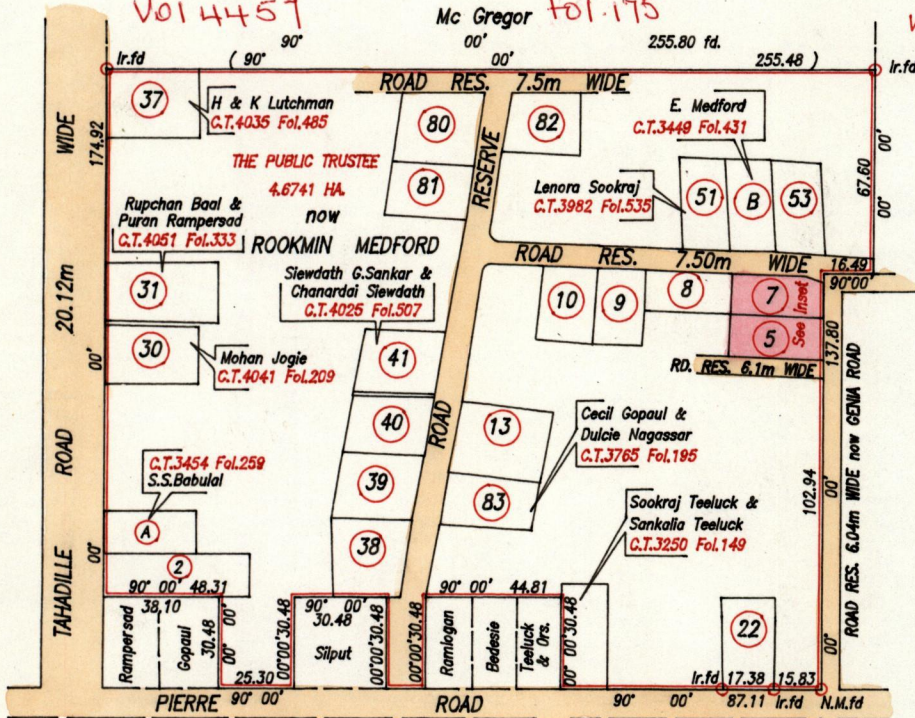 Vol 4457
Mc Gregor
Fol.175
90°
00'
255.80 fd.
Ir.fd
( 90°
00'
255.48 )
Ir.fd
ROAD RES. 7.5m WIDE
37
H & K Lutchman
C.T.4035 Fol.485
80
82
E. Medford
C.T.3449 Fol.431
WIDE
174.92
THE PUBLIC TRUSTEE
4.6741 HA.
now
ROOKMIN MEDFORD
81
RESERVE
Lenora Sookraj
C.T.3982 Fol.535
51
B
53
00'
67.60
00'
Rupchan Baal &
Puran Rampersad
C.T.4051 Fol.333
ROAD RES. 7.50m WIDE
16.49
90°00'
20.12m
31
Siewdath G.Sankar &
Chanardai Siewdath
C.T.4025 Fol.507
10
9
8
7
5
See Inset
137.80
RD. RES. 6.1m WIDE
00'
30
Mohan Jogie
C.T.4041 Fol.209
41
ROAD
40
ROAD
13
Cecil Gopaul &
Dulcie Nagassar
C.T.3765 Fol.195
C.T.3454 Fol.259
S.S.Babulal
39
83
102.94
00'
ROAD RES. 6.04m WIDE now GENIA ROAD
A
38
Sookraj Teeluck &
Sankalia Teeluck
C.T.3250 Fol.149
00'
2
TAHADILLE
90° 00' 48.31
38.10
Rampersad
Gopaul
30.48
00'
00'
25.30
90° 00'
30.48
00°00'30.48
Silput
00°00'30.48
00°00'30.48
90° 00' 44.81
Ramlogan
Bedesie
Teeluck
& Ors.
00° 00'30.48
22
00'
Ir.fd 17.38
15.83
PIERRE 90° 00' ROAD
90° 00'
87.11
Ir.fd
N.M.fd